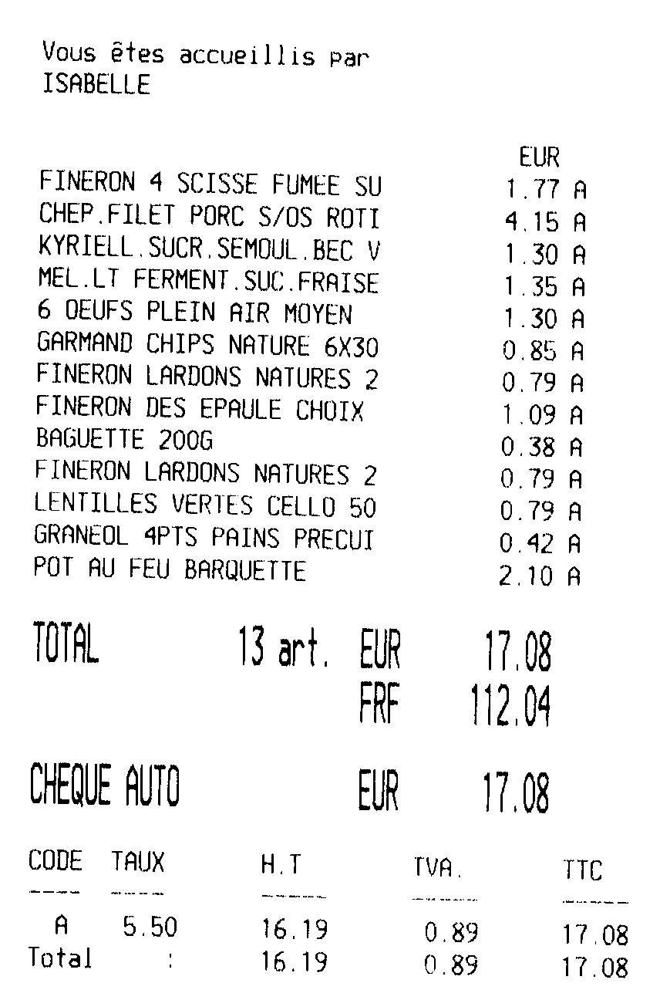 Vous êtes accueillis par
ISABELLE
EUR
FINERON 4 SCISSE FUMEE SU 1.77 A
CHEP.FILET PORC S/OS ROTI 4.15 A
KYRIELL.SUCR.SEMOUL.BEC V 1.30 A
MEL.LT FERMENT.SUC.FRAISE 1.35 A
6 OEUFS PLEIN AIR MOYEN 1.30 A
GARMAND CHIPS NATURE 6X30 0.85 A
FINERON LARDONS NATURES 2 0.79 A
FINERON DES EPAULE CHOIX 1.09 A
BAGUETTE 200G 0.38 A
FINERON LARDONS NATURES 2 0.79 A
LENTILLES VERTES CELLO 50 0.79 A
GRANEOL 4PTS PAINS PRECUI 0.42 A
POT AU FEU BARQUETTE 2.10 A
TOTAL 13 art. EUR 17.08
FRF 112.04
CHEQUE AUTO EUR 17.08
CODE TAUX H.T TVA. TTC
---- ----- ------ ------ ------
A 5.50 16.19 0.89 17.08
Total : 16.19 0.89 17.08